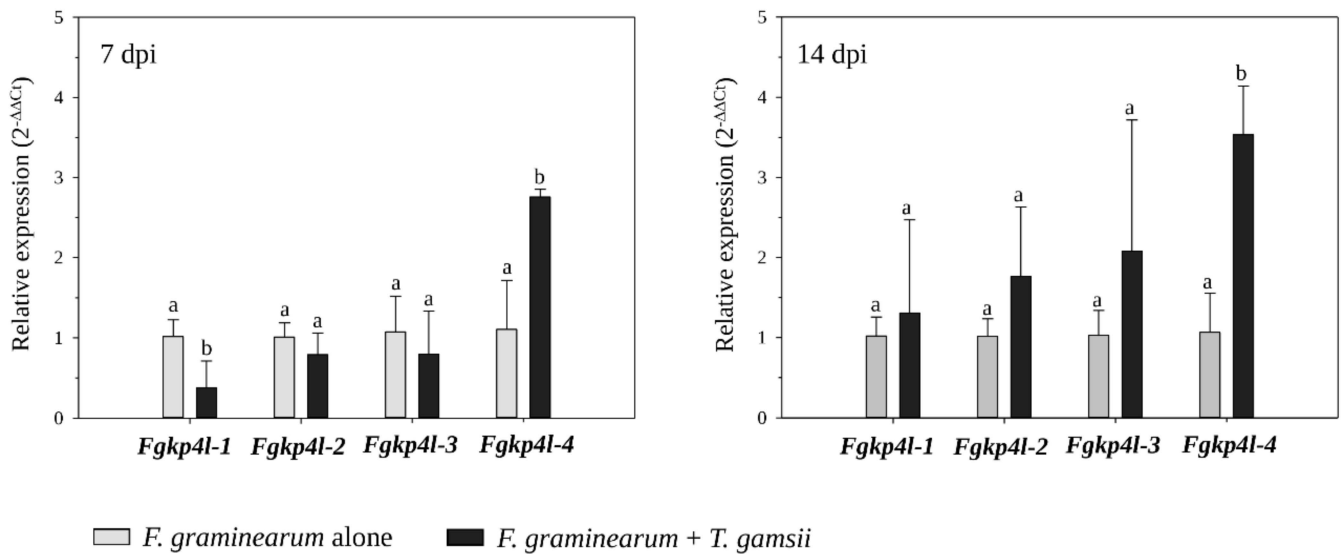 7 dpi
Relative expression (2-ΔΔCt)
5
4
3
2
1
0
a
b
a
a
a
a
a
b
Fgkp4l-1 Fgkp4l-2 Fgkp4l-3 Fgkp4l-4
14 dpi
Relative expression (2-ΔΔCt)
5
4
3
2
1
0
a
a
a
a
a
a
a
b
Fgkp4l-1 Fgkp4l-2 Fgkp4l-3 Fgkp4l-4
F. graminearum alone
F. graminearum + T. gamsii